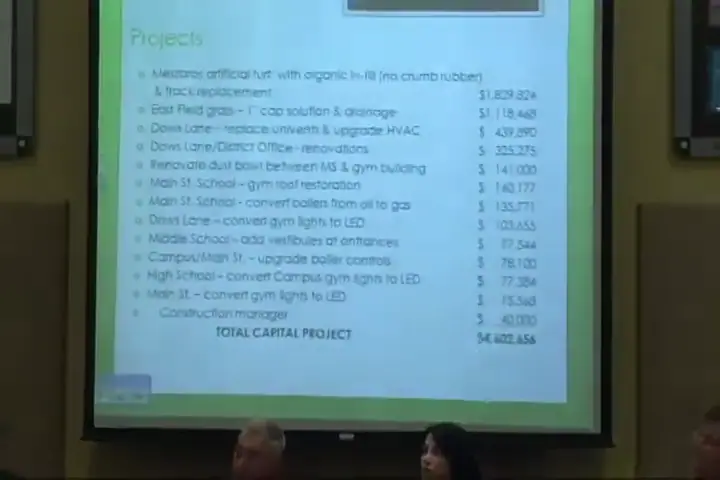 Projects
Meszaros artificial turf with organic in-fill (no crumb rubber)
& track replacement $1,829,824
East Field grass – 1" cap solution & drainage $1,118,468
Dows Lane – replace univents & upgrade HVAC $ 439,890
Dows Lane/District Office - renovations $ 325,275
Renovate dust bowl between MS & gym building $ 141,000
Main St. School – gym roof restoration $ 160,177
Main St. School - convert boilers from oil to gas $ 135,771
Dows Lane – convert gym lights to LED $ 103,655
Middle School – add vestibules at entrances $ 77,544
Campus/Main St. – upgrade boiler controls $ 78,100
High School – convert Campus gym lights to LED $ 77,384
Main St. – convert gym lights to LED $ 15,568
Construction manager $ 40,000
TOTAL CAPITAL PROJECT $4,602,656